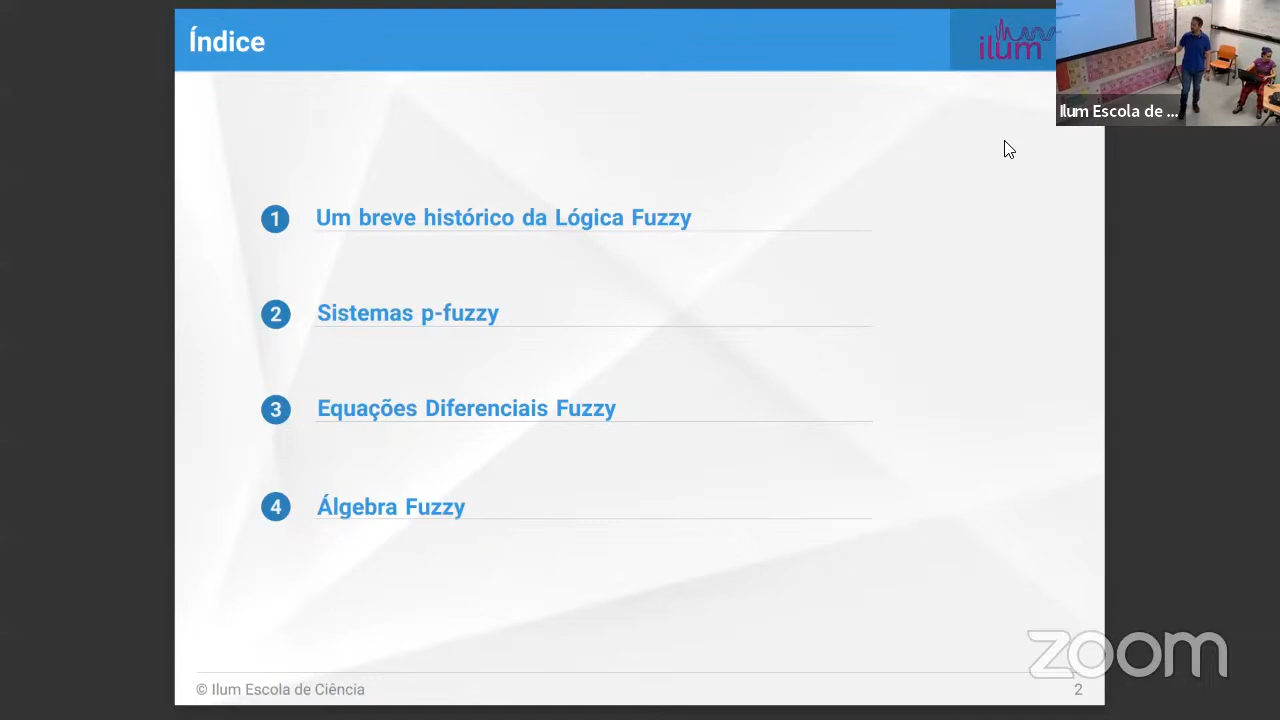 Índice
ilum
Ilum Escola de ...
1 Um breve histórico da Lógica Fuzzy
2 Sistemas p-fuzzy
3 Equações Diferenciais Fuzzy
4 Álgebra Fuzzy
zoom
© Ilum Escola de Ciência
2